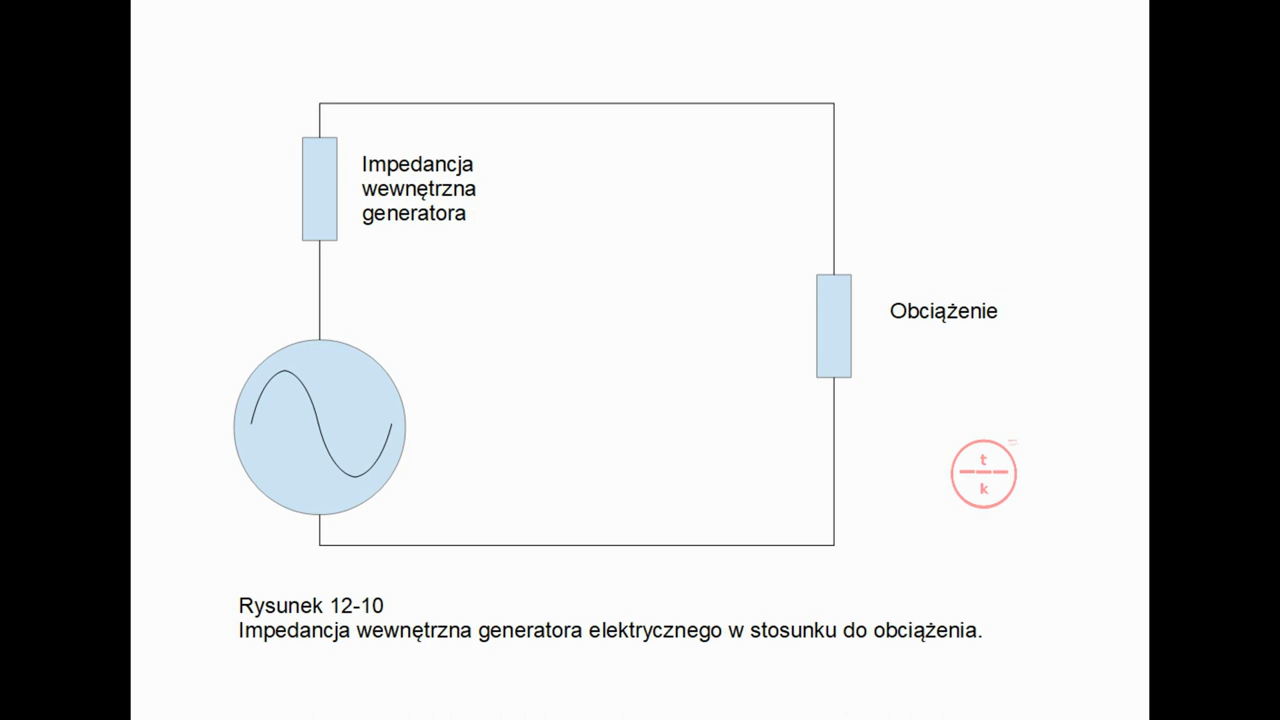 Impedancja
wewnętrzna
generatora
Obciążenie
t
k
Rysunek 12-10
Impedancja wewnętrzna generatora elektrycznego w stosunku do obciążenia.